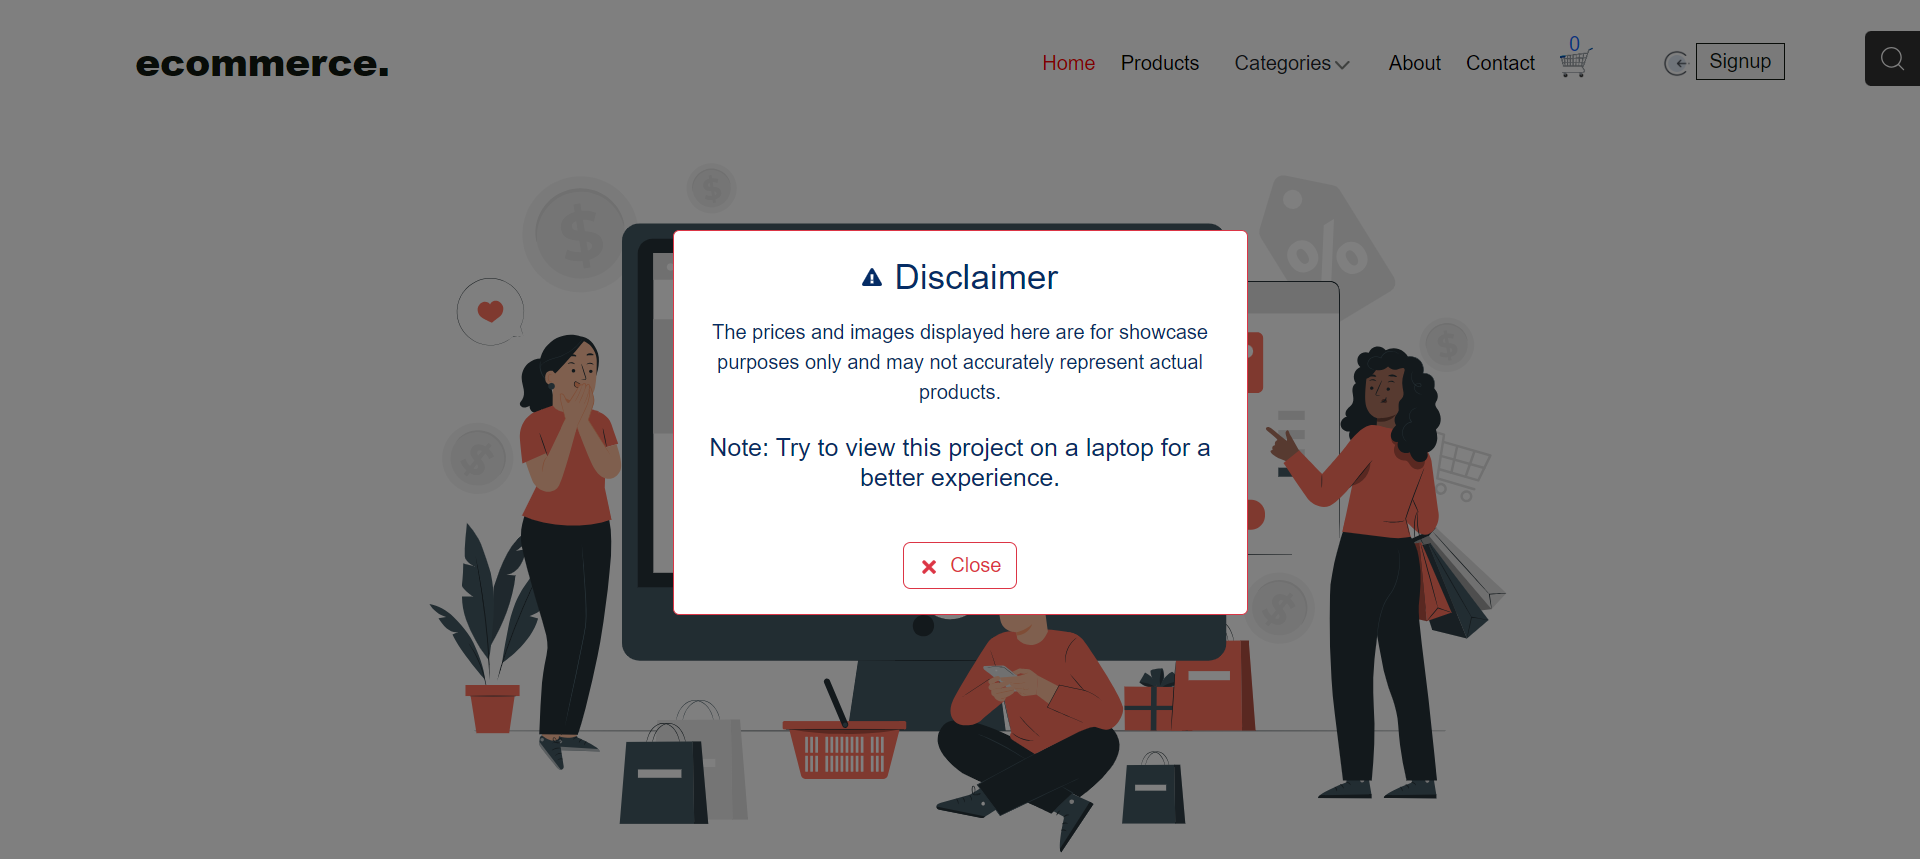 ecommerce.
Home Products Categories About Contact 0 Signup
Disclaimer
The prices and images displayed here are for showcase
purposes only and may not accurately represent actual
products.
Note: Try to view this project on a laptop for a
better experience.
Close